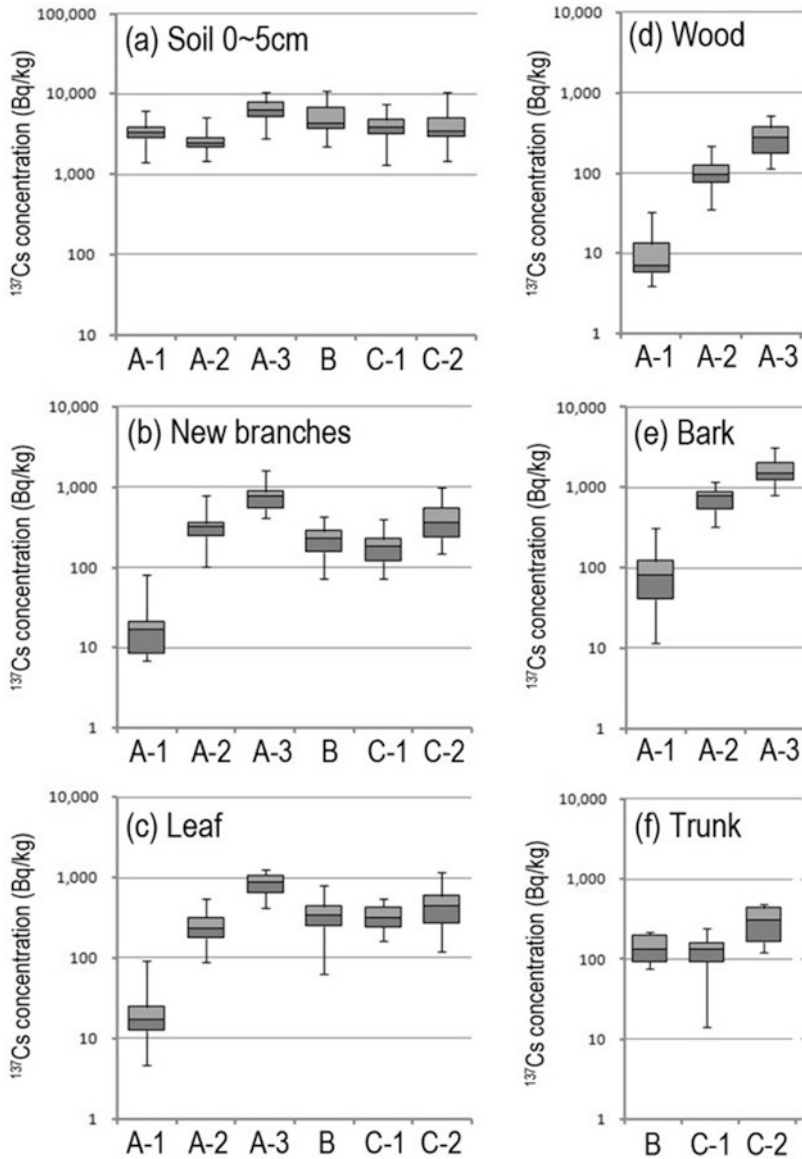 (a) Soil 0~5cm
¹³⁷Cs concentration (Bq/kg)
100,000
10,000
1,000
100
10
A-1 A-2 A-3 B C-1 C-2
(d) Wood
¹³⁷Cs concentration (Bq/kg)
10,000
1,000
100
10
1
A-1 A-2 A-3
(b) New branches
¹³⁷Cs concentration (Bq/kg)
10,000
1,000
100
10
1
A-1 A-2 A-3 B C-1 C-2
(e) Bark
¹³⁷Cs concentration (Bq/kg)
10,000
1,000
100
10
1
A-1 A-2 A-3
(c) Leaf
¹³⁷Cs concentration (Bq/kg)
10,000
1,000
100
10
1
A-1 A-2 A-3 B C-1 C-2
(f) Trunk
¹³⁷Cs concentration (Bq/kg)
10,000
1,000
100
10
1
B C-1 C-2